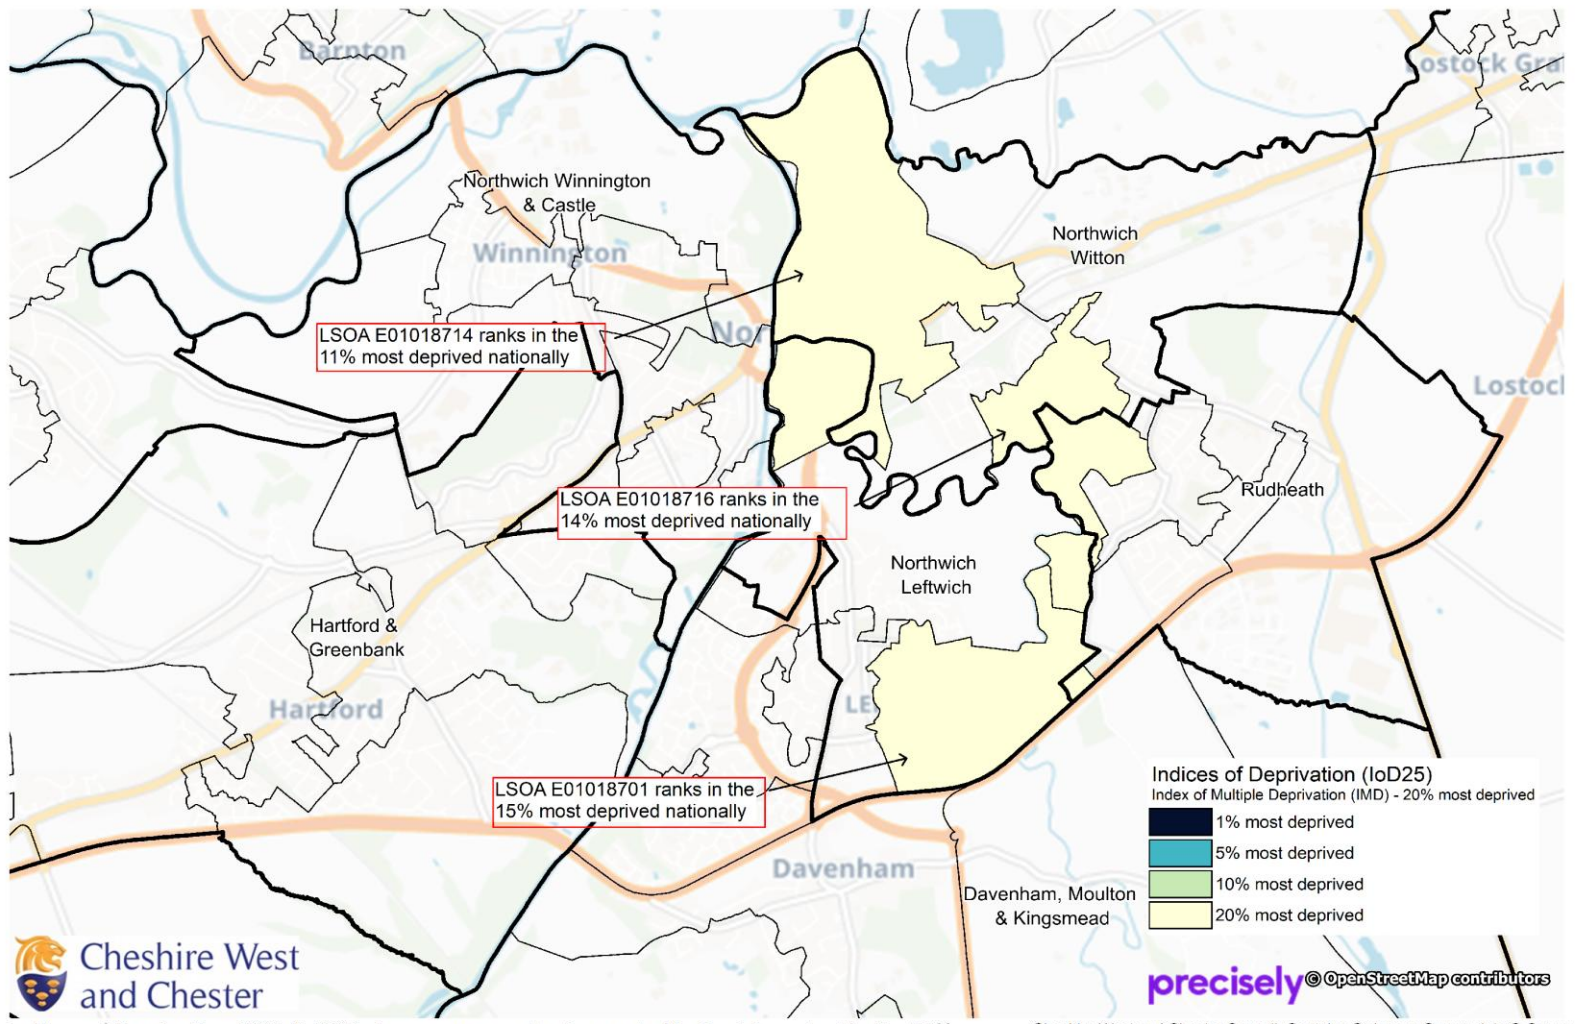 Barnton
Lostock Gra
Northwich Winnington
& Castle
Winnington
Northwich
Witton
LSOA E01018714 ranks in the
11% most deprived nationally
Nor
Lostock
LSOA E01018716 ranks in the
14% most deprived nationally
Rudheath
Northwich
Leftwich
Hartford &
Greenbank
Hartford
LE
LSOA E01018701 ranks in the
15% most deprived nationally
Davenham
Davenham, Moulton
& Kingsmead
Indices of Deprivation (IoD25)
Index of Multiple Deprivation (IMD) - 20% most deprived
1% most deprived
5% most deprived
10% most deprived
20% most deprived
Cheshire West
and Chester
precisely
© OpenStreetMap contributors